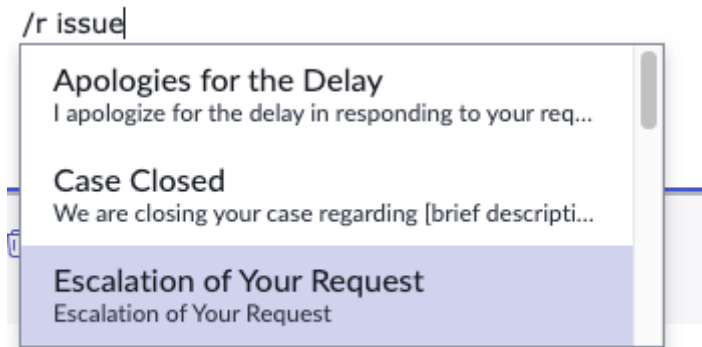 /r issue
Apologies for the Delay
I apologize for the delay in responding to your req...
Case Closed
We are closing your case regarding [brief descripti...
Escalation of Your Request
Escalation of Your Request